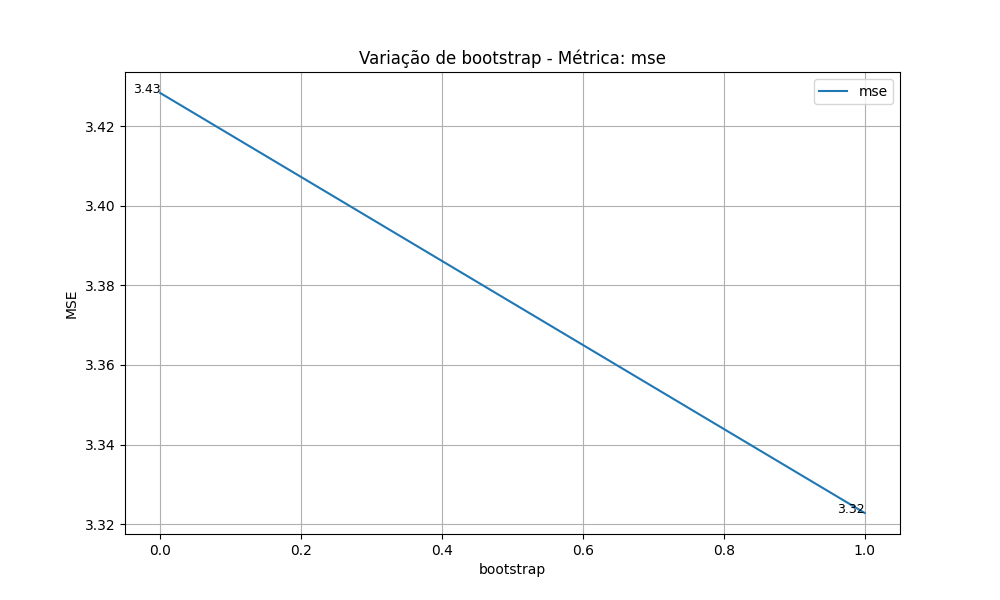 Variação de bootstrap - Métrica: mse
mse
3.43
3.42
3.40
3.38
3.36
3.34
3.32
3.32
MSE
0.0 0.2 0.4 0.6 0.8 1.0
bootstrap